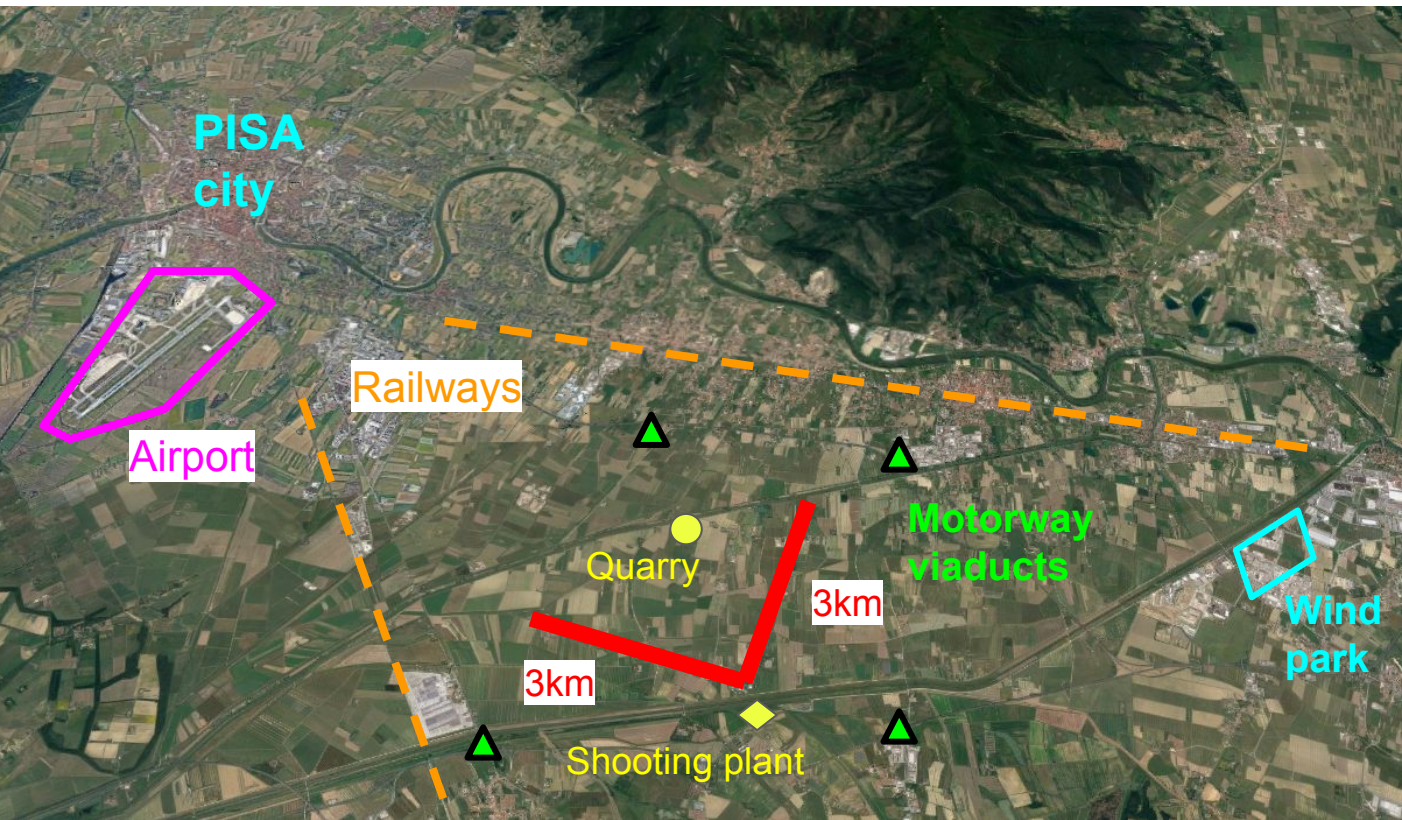 PISA
city
Railways
Airport
Motorway
viaducts
Quarry
3km
Wind
park
3km
Shooting plant